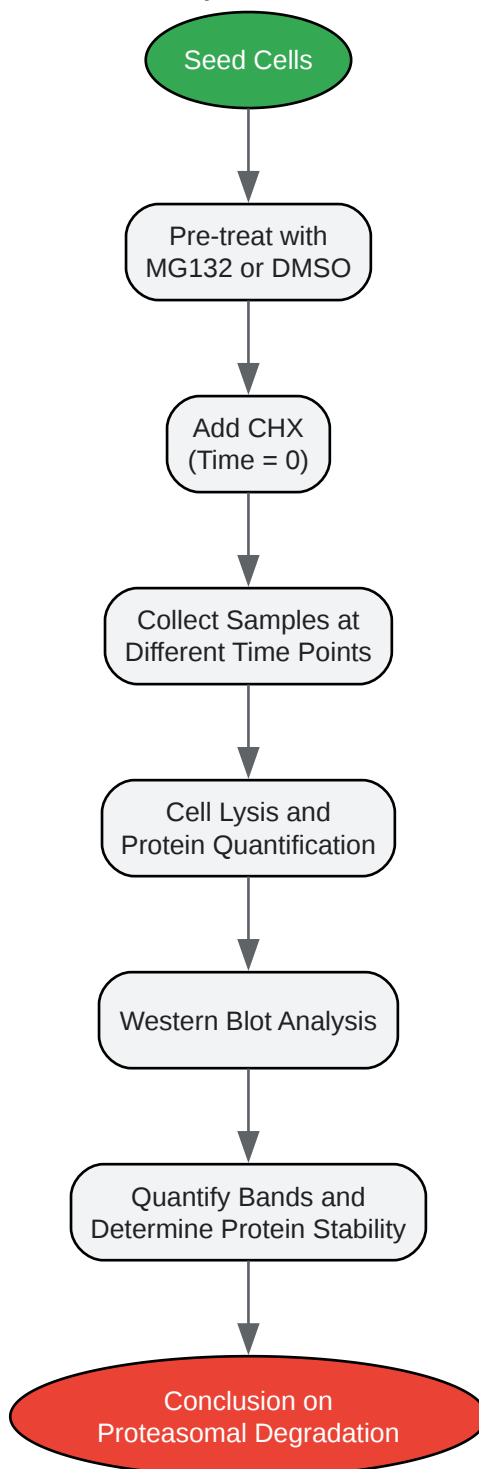 Seed Cells
Pre-treat with
MG132 or DMSO
Add CHX
(Time = 0)
Collect Samples at
Different Time Points
Cell Lysis and
Protein Quantification
Western Blot Analysis
Quantify Bands and
Determine Protein Stability
Conclusion on
Proteasomal Degradation